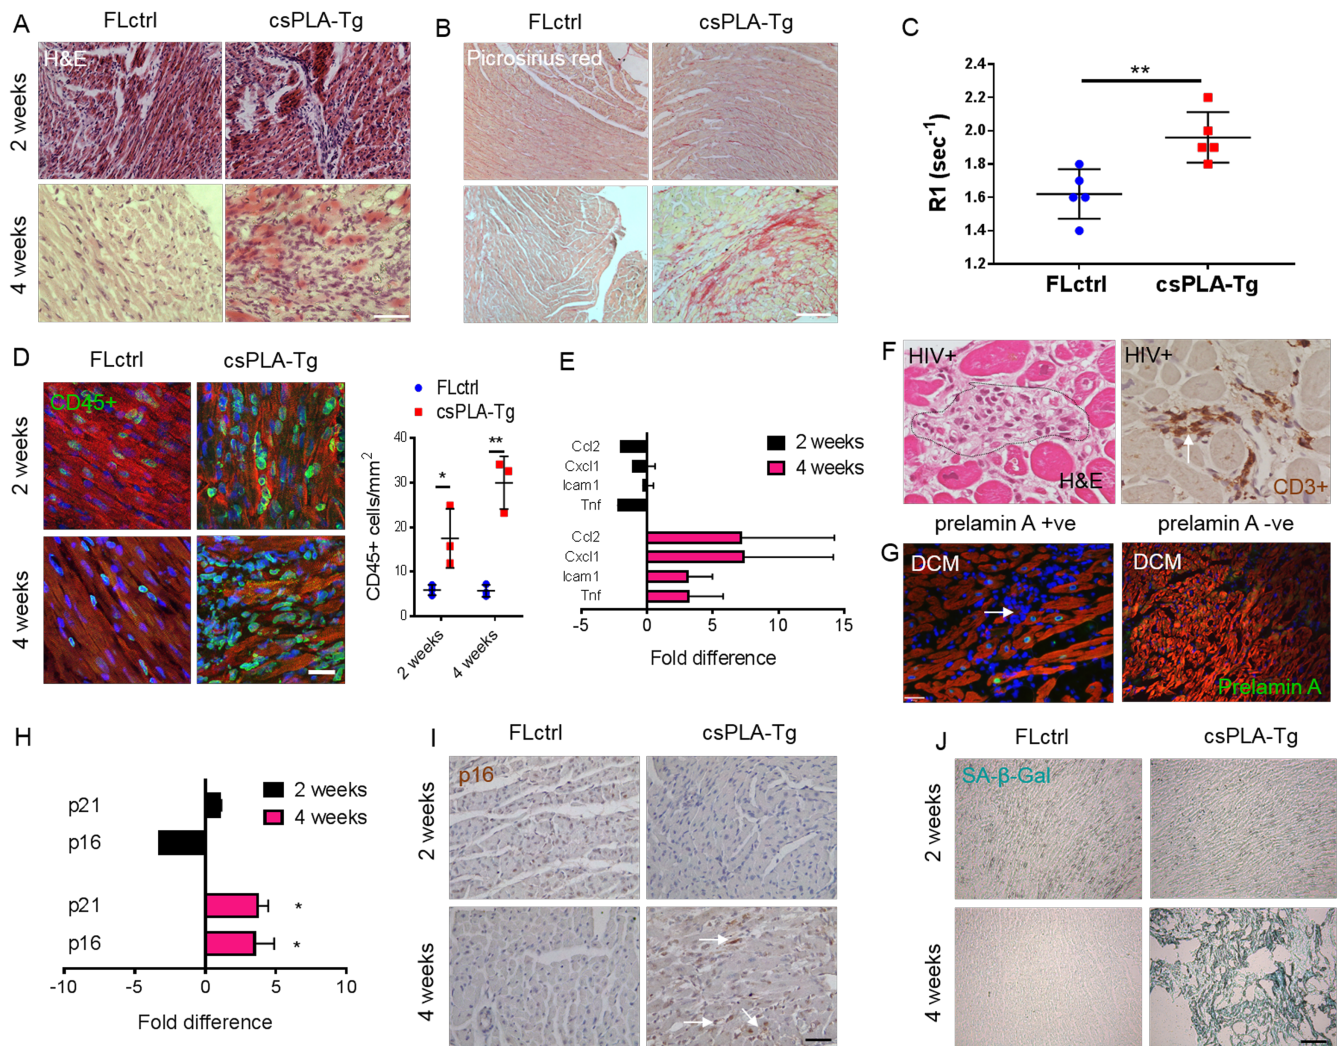 A
FLctrl
csPLA-Tg
H&E
2 weeks
4 weeks
B
FLctrl
csPLA-Tg
Picrosirius red
C
**
R1 (sec-1)
2.4
2.2
2.0
1.8
1.6
1.4
1.2
FLctrl
csPLA-Tg
D
FLctrl
csPLA-Tg
CD45+
2 weeks
4 weeks
FLctrl
csPLA-Tg
CD45+ cells/mm2
40
30
20
10
0
*
**
2 weeks
4 weeks
E
2 weeks
4 weeks
Ccl2
Cxcl1
Icam1
Tnf
Ccl2
Cxcl1
Icam1
Tnf
-5
0
5
10
15
Fold difference
F
HIV+
H&E
HIV+
CD3+
prelamin A +ve
prelamin A -ve
G
DCM
DCM
Prelamin A
H
2 weeks
4 weeks
p21
p16
p21
*
p16
*
-10
-5
0
5
10
Fold difference
I
FLctrl
csPLA-Tg
p16
2 weeks
4 weeks
J
FLctrl
csPLA-Tg
SA-β-Gal
2 weeks
4 weeks